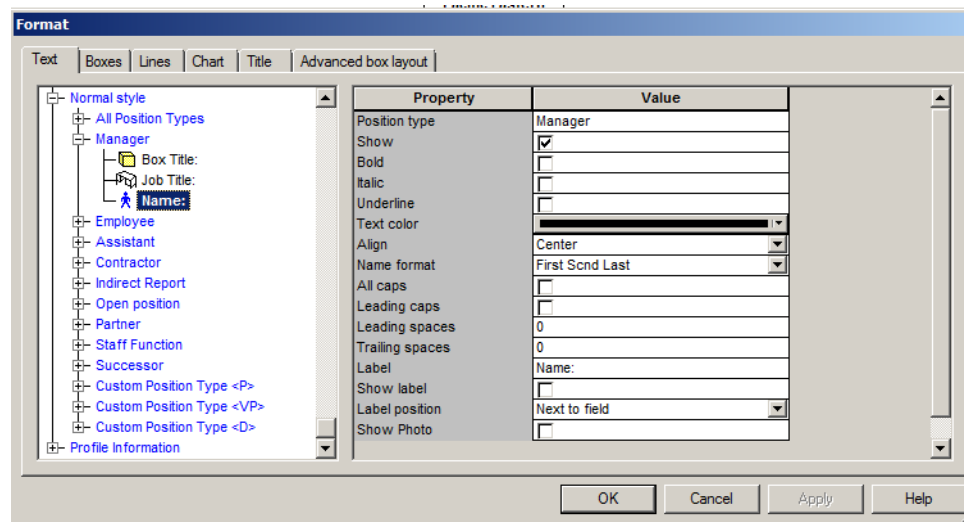 Format
Text Boxes Lines Chart Title Advanced box layout
Normal style
All Position Types
Manager
Box Title:
Job Title:
Name:
Employee
Assistant
Contractor
Indirect Report
Open position
Partner
Staff Function
Successor
Custom Position Type <P>
Custom Position Type <VP>
Custom Position Type <D>
Profile Information
Property Value
Position type Manager
Show
Bold
Italic
Underline
Text color
Align Center
Name format First Scnd Last
All caps
Leading caps
Leading spaces 0
Trailing spaces 0
Label Name:
Show label
Label position Next to field
Show Photo
OK Cancel Apply Help